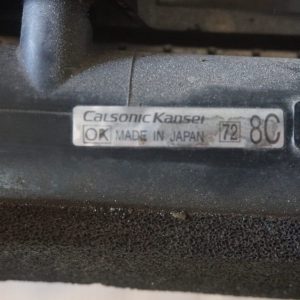 Calsonic Kansei
OK MADE IN JAPAN 72 8C